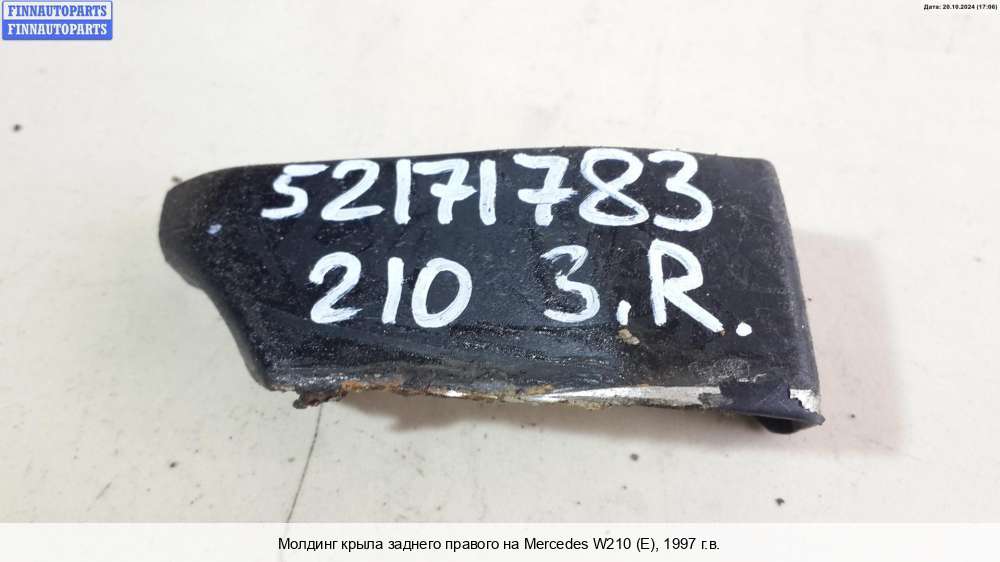 FINNAUTOPARTS
FINNAUTOPARTS
Дата: 20.10.2024 (17:06)
52171783
210 3.R.
Молдинг крыла заднего правого на Mercedes W210 (E), 1997 г.в.